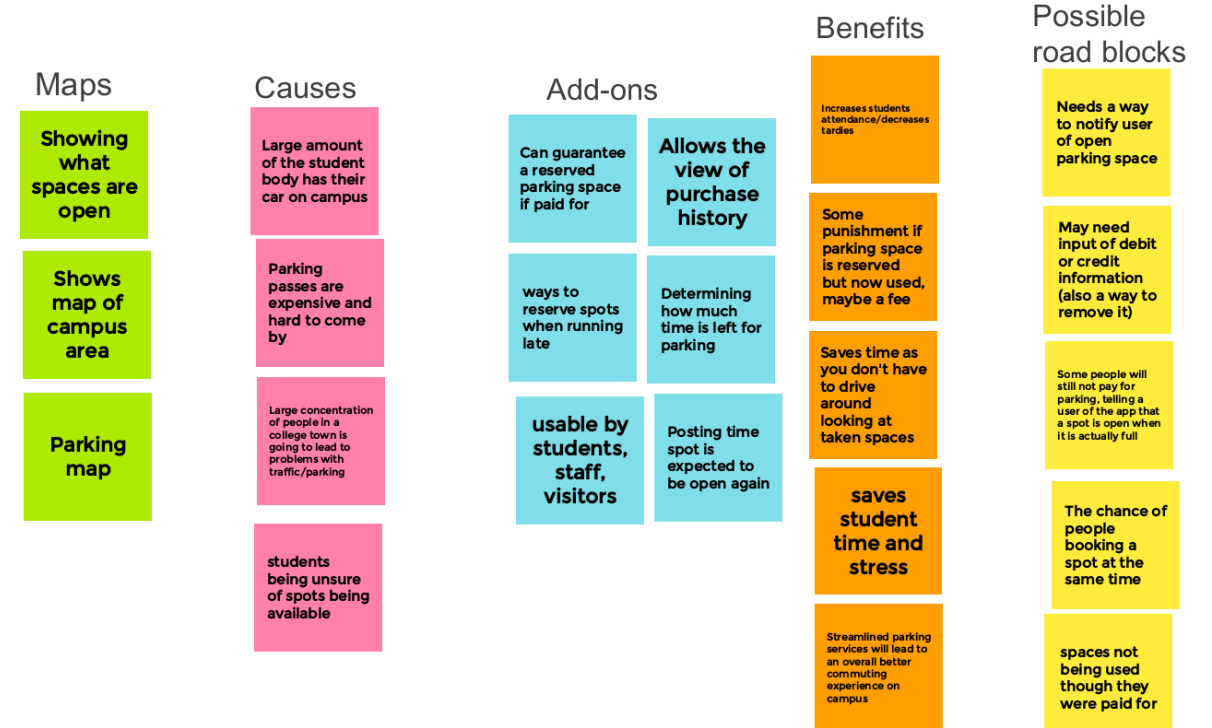 Maps
Showing
what
spaces are
open
Shows
map of
campus
area
Parking
map
Causes
Large amount
of the student
body has their
car on campus
Parking
passes are
expensive and
hard to come
by
Large concentration
of people in a
college town is
going to lead to
problems with
traffic/parking
students
being unsure
of spots being
available
Add-ons
Can guarantee
a reserved
parking space
if paid for
Allows the
view of
purchase
history
ways to
reserve spots
when running
late
Determining
how much
time is left for
parking
usable by
students,
staff,
visitors
Posting time
spot is
expected to
be open again
Benefits
Increases students
attendance/decreases
tardies
Some
punishment if
parking space
is reserved
but now used,
maybe a fee
Saves time as
you don't have
to drive
around
looking at
taken spaces
saves
student
time and
stress
Streamlined parking
services will lead to
an overall better
commuting
experience on
campus
Possible
road blocks
Needs a way
to notify user
of open
parking space
May need
input of debit
or credit
information
(also a way to
remove it)
Some people will
still not pay for
parking, telling a
user of the app that
a spot is open when
it is actually full
The chance of
people
booking a
spot at the
same time
spaces not
being used
though they
were paid for